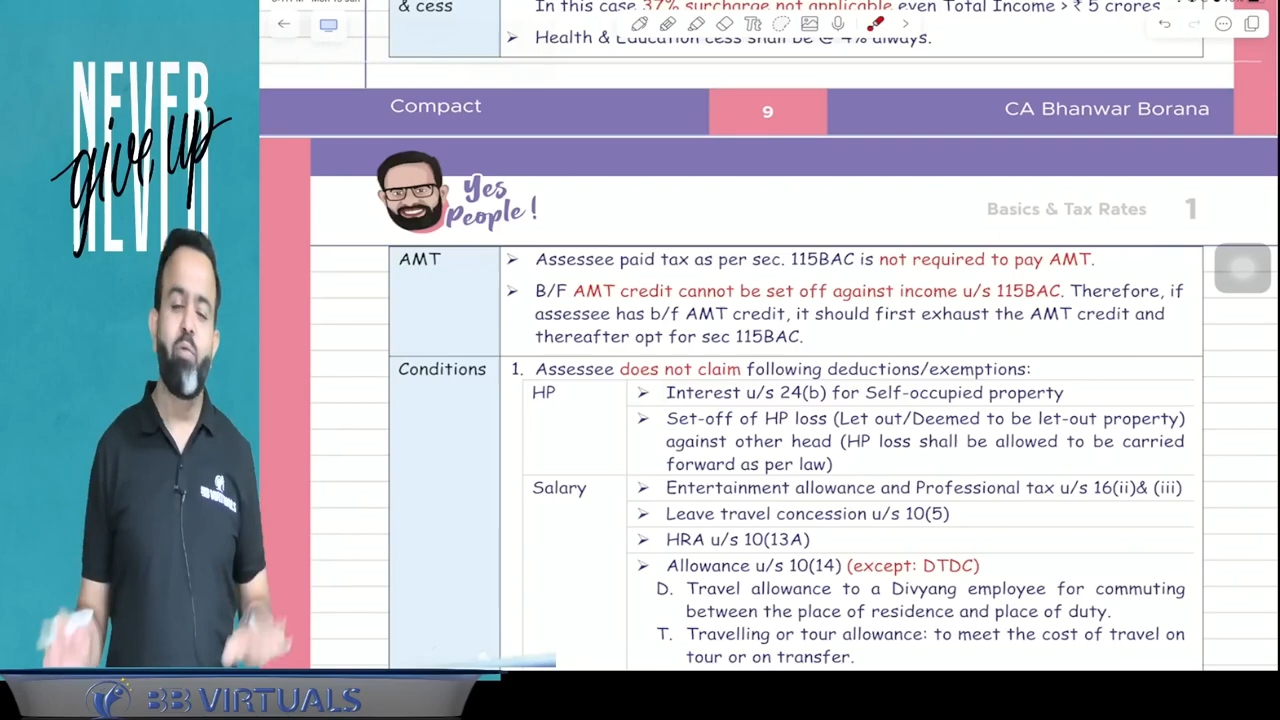 & cess
In this case 37% surcharge not applicable even Total Income > ₹ 5 crores
➢ Health & Education cess shall be @ 4% always.
Compact
9
CA Bhanwar Borana
NEVER
give up
NEVER
Yes
People!
Basics & Tax Rates 1
AMT
➢ Assessee paid tax as per sec. 115BAC is not required to pay AMT.
➢ B/F AMT credit cannot be set off against income u/s 115BAC. Therefore, if
assessee has b/f AMT credit, it should first exhaust the AMT credit and
thereafter opt for sec 115BAC.
Conditions
1. Assessee does not claim following deductions/exemptions:
HP
➢ Interest u/s 24(b) for Self-occupied property
➢ Set-off of HP loss (Let out/Deemed to be let-out property)
against other head (HP loss shall be allowed to be carried
forward as per law)
Salary
➢ Entertainment allowance and Professional tax u/s 16(ii)& (iii)
➢ Leave travel concession u/s 10(5)
➢ HRA u/s 10(13A)
➢ Allowance u/s 10(14) (except: DTDC)
D. Travel allowance to a Divyang employee for commuting
between the place of residence and place of duty.
T. Travelling or tour allowance: to meet the cost of travel on
tour or on transfer.
BB VIRTUALS
BB VIRTUALS